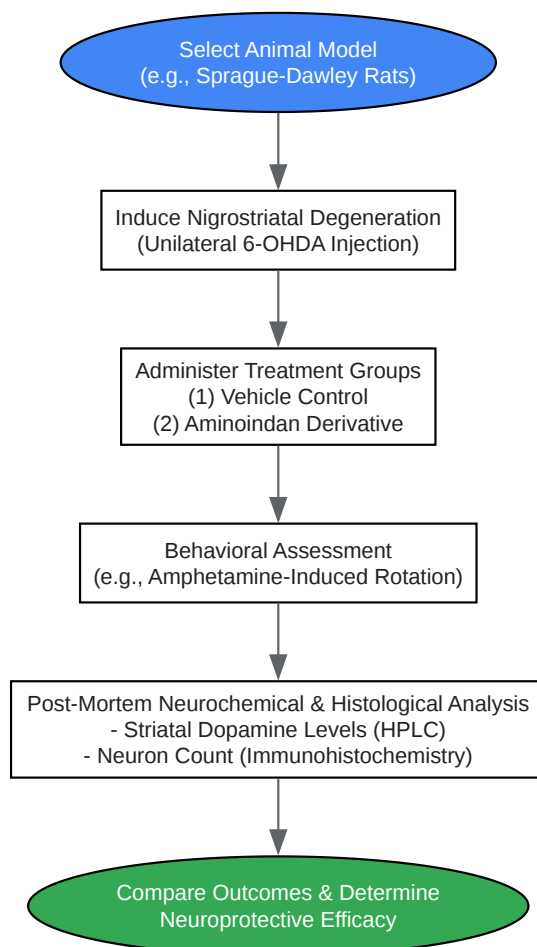 Select Animal Model
(e.g., Sprague-Dawley Rats)
Induce Nigrostriatal Degeneration
(Unilateral 6-OHDA Injection)
Administer Treatment Groups
(1) Vehicle Control
(2) Aminoindan Derivative
Behavioral Assessment
(e.g., Amphetamine-Induced Rotation)
Post-Mortem Neurochemical & Histological Analysis
- Striatal Dopamine Levels (HPLC)
- Neuron Count (Immunohistochemistry)
Compare Outcomes & Determine
Neuroprotective Efficacy